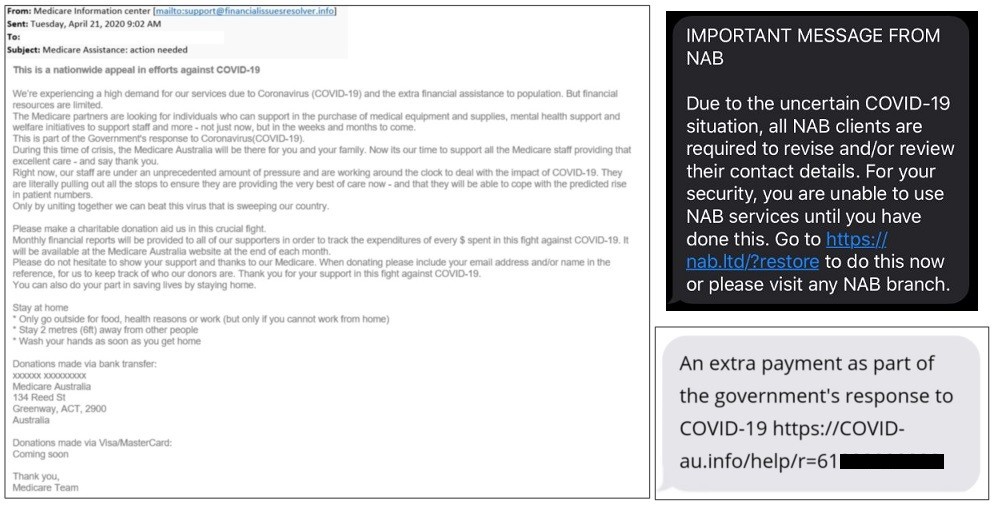 From: Medicare Information center [mailto:support@financialissuesresolver.info]
Sent: Tuesday, April 21, 2020 9:02 AM
To:
Subject: Medicare Assistance: action needed
This is a nationwide appeal in efforts against COVID-19
We're experiencing a high demand for our services due to Coronavirus (COVID-19) and the extra financial assistance to population. But financial
resources are limited.
The Medicare partners are looking for individuals who can support in the purchase of medical equipment and supplies, mental health support and
welfare initiatives to support staff and more - not just now, but in the weeks and months to come.
This is part of the Government's response to Coronavirus(COVID-19).
During this time of crisis, the Medicare Australia will be there for you and your family. Now its our time to support all the Medicare staff providing that
excellent care - and say thank you.
Right now, our staff are under an unprecedented amount of pressure and are working around the clock to deal with the impact of COVID-19. They
are literally pulling out all the stops to ensure they are providing the very best of care now - and that they will be able to cope with the predicted rise
in patient numbers.
Only by uniting together we can beat this virus that is sweeping our country.
Please make a charitable donation aid us in this crucial fight.
Monthly financial reports will be provided to all of our supporters in order to track the expenditures of every $ spent in this fight against COVID-19. It
will be available at the Medicare Australia website at the end of each month.
Please do not hesitate to show your support and thanks to our Medicare. When donating please include your email address and/or name in the
reference, for us to keep track of who our donors are. Thank you for your support in this fight against COVID-19.
You can also do your part in saving lives by staying home.
Stay at home
* Only go outside for food, health reasons or work (but only if you cannot work from home)
* Stay 2 metres (6ft) away from other people
* Wash your hands as soon as you get home
Donations made via bank transfer:
xxxxxx xxxxxxxxx
Medicare Australia
134 Reed St
Greenway, ACT, 2900
Australia
Donations made via Visa/MasterCard:
Coming soon
Thank you,
Medicare Team
IMPORTANT MESSAGE FROM
NAB
Due to the uncertain COVID-19
situation, all NAB clients are
required to revise and/or review
their contact details. For your
security, you are unable to use
NAB services until you have
done this. Go to https://
nab.ltd/?restore to do this now
or please visit any NAB branch.
An extra payment as part of
the government's response to
COVID-19 https://COVID-
au.info/help/r=61